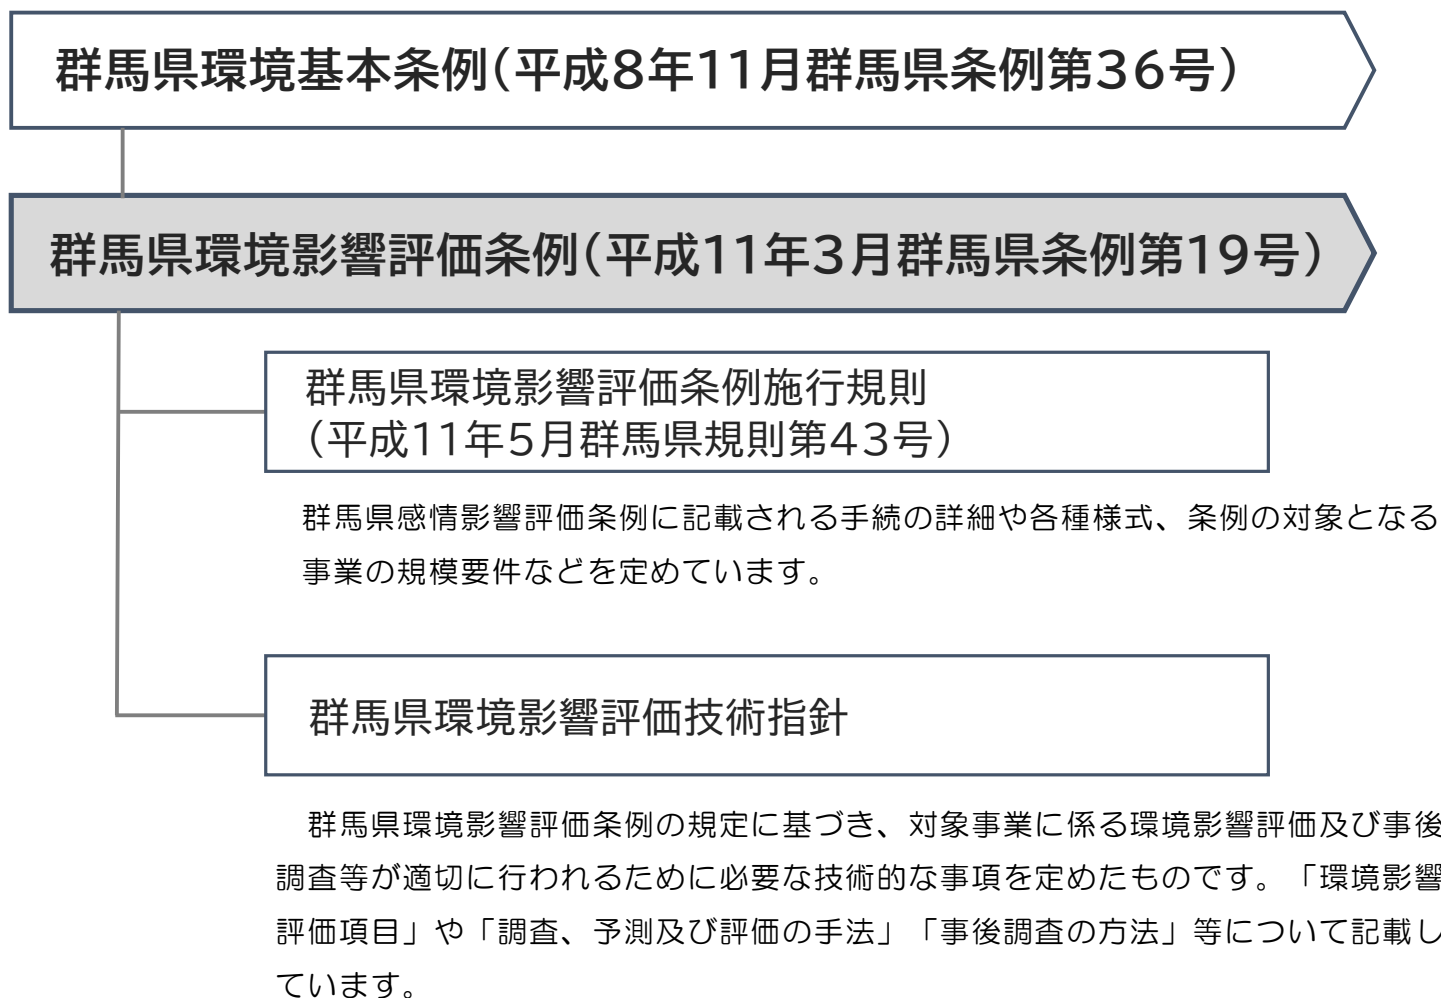 群馬県環境基本条例(平成8年11月群馬県条例第36号)
群馬県環境影響評価条例(平成11年3月群馬県条例第19号)
群馬県環境影響評価条例施行規則
(平成11年5月群馬県規則第43号)
群馬県感情影響評価条例に記載される手続の詳細や各種様式、条例の対象となる
事業の規模要件などを定めています。
群馬県環境影響評価技術指針
群馬県環境影響評価条例の規定に基づき、対象事業に係る環境影響評価及び事後
調査等が適切に行われるために必要な技術的な事項を定めたものです。「環境影響
評価項目」や「調査、予測及び評価の手法」「事後調査の方法」等について記載し
ています。